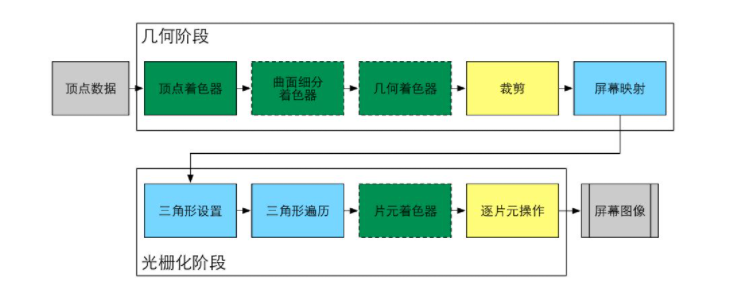 几何阶段
顶点数据
顶点着色器
曲面细分
着色器
几何着色器
裁剪
屏幕映射
三角形设置
三角形遍历
片元着色器
逐片元操作
屏幕图像
光栅化阶段